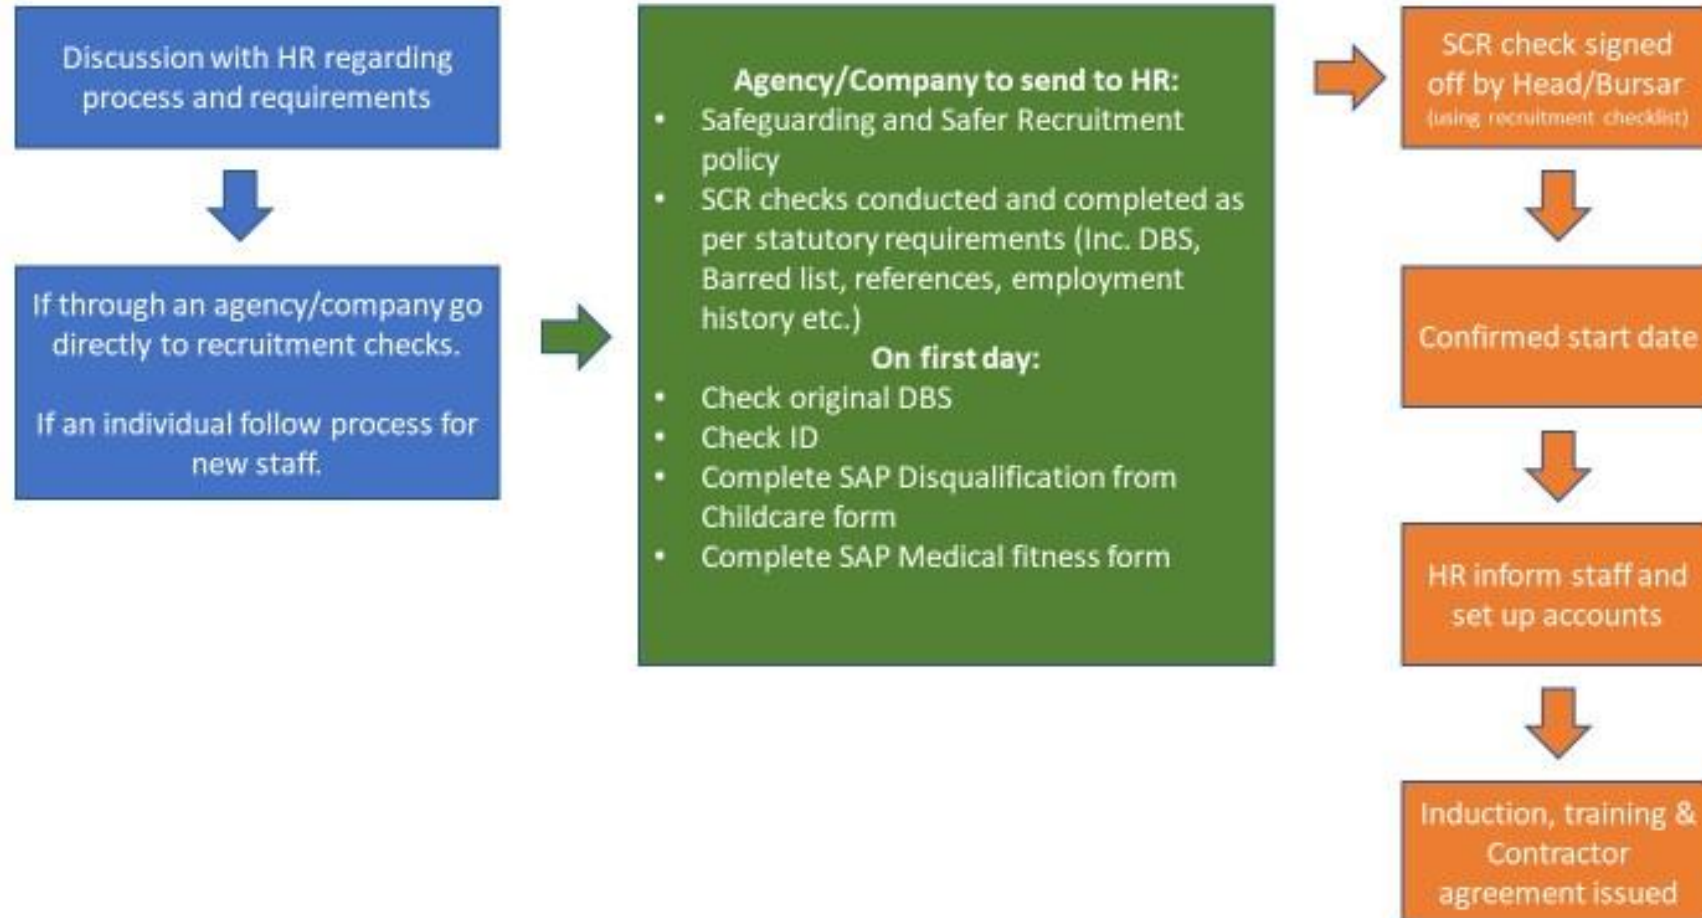 Discussion with HR regarding
process and requirements
If through an agency/company go
directly to recruitment checks.
If an individual follow process for
new staff.
Agency/Company to send to HR:
• Safeguarding and Safer Recruitment
policy
• SCR checks conducted and completed as
per statutory requirements (Inc. DBS,
Barred list, references, employment
history etc.)
On first day:
• Check original DBS
• Check ID
• Complete SAP Disqualification from
Childcare form
• Complete SAP Medical fitness form
SCR check signed
off by Head/Bursar
(using recruitment checklist)
Confirmed start date
HR inform staff and
set up accounts
Induction, training &
Contractor
agreement issued